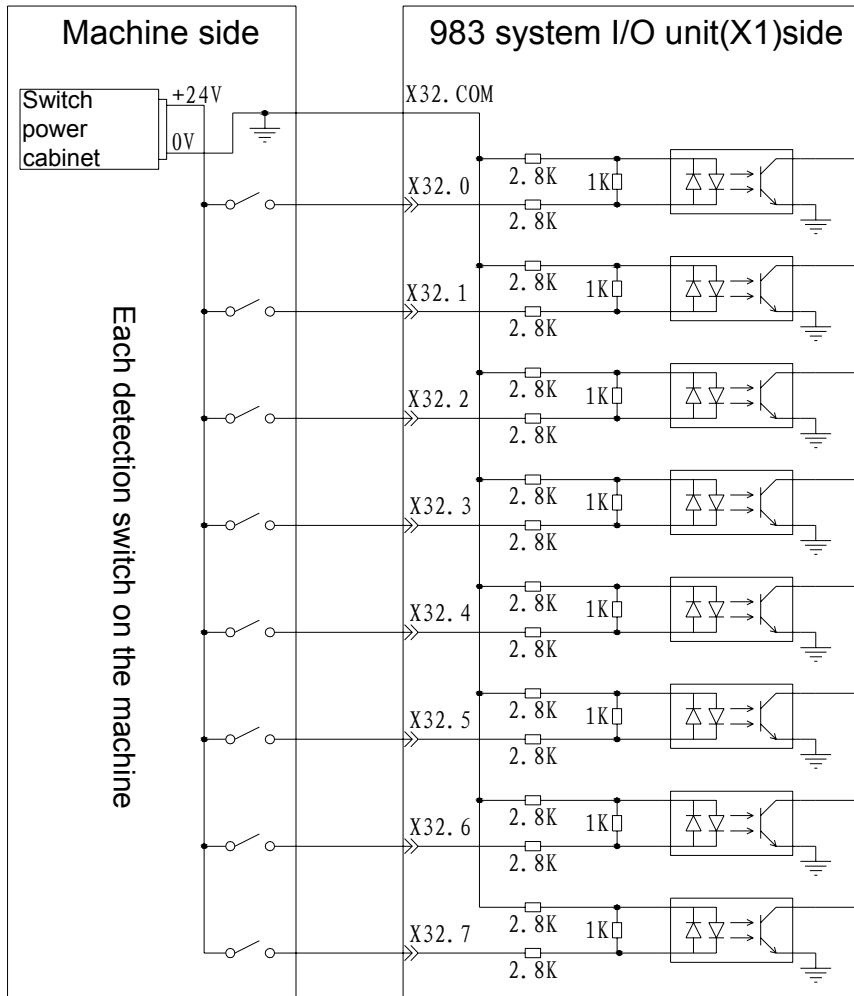 Machine side
983 system I/O unit(X1)side
Switch
power
cabinet
+24V
0V
X32.COM
2.8K
1K
X32.0
2.8K
2.8K
1K
X32.1
2.8K
2.8K
1K
X32.2
2.8K
2.8K
1K
X32.3
2.8K
2.8K
1K
X32.4
2.8K
2.8K
1K
X32.5
2.8K
2.8K
1K
X32.6
2.8K
2.8K
1K
X32.7
2.8K
Each detection switch on the machine